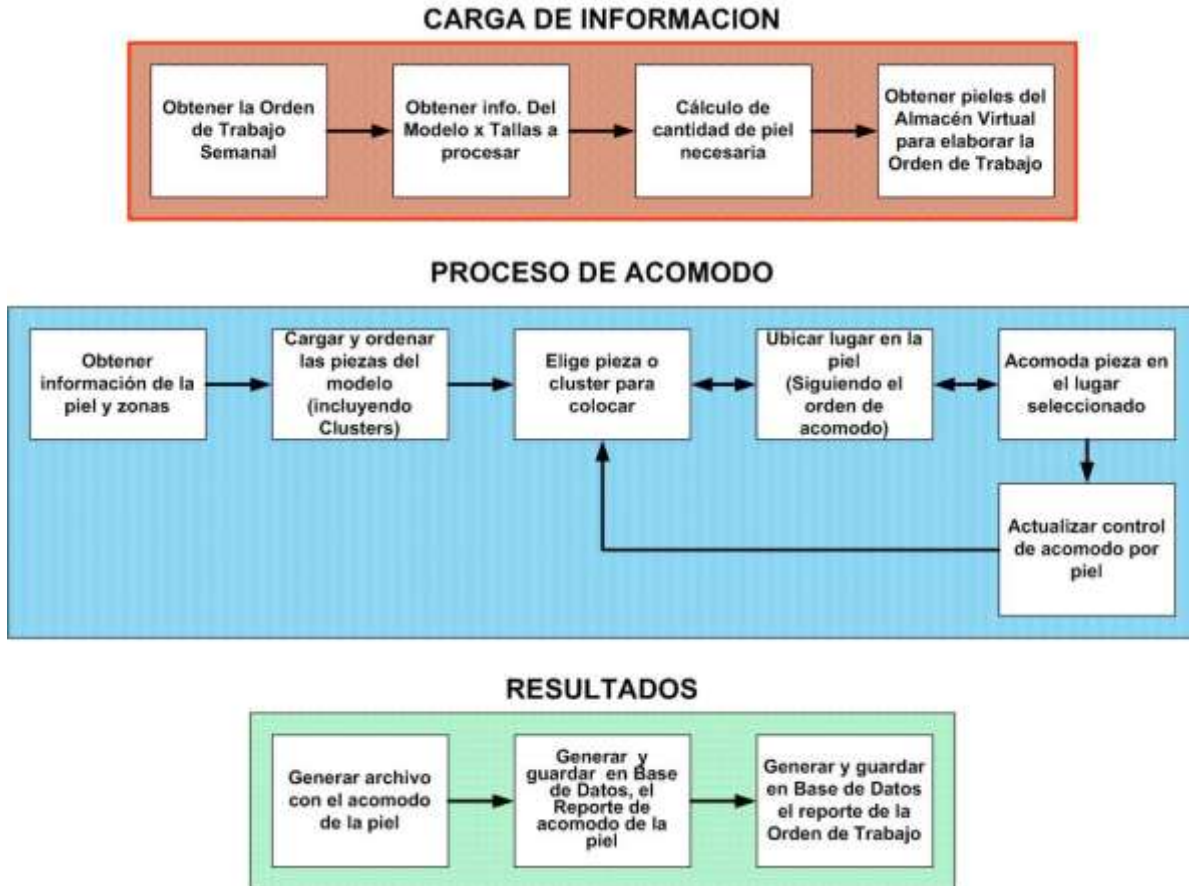 CARGA DE INFORMACION
Obtener la Orden
de Trabajo
Semanal
Obtener info. Del
Modelo x Tallas a
procesar
Cálculo de
cantidad de piel
necesaria
Obtener pieles del
Almacén Virtual
para elaborar la
Orden de Trabajo
PROCESO DE ACOMODO
Obtener
información de la
piel y zonas
Cargar y ordenar
las piezas del
modelo
(incluyendo
Clusters)
Elige pieza o
cluster para
colocar
Ubicar lugar en la
piel
(Siguiendo el
orden de
acomodo)
Acomoda pieza en
el lugar
seleccionado
Actualizar control
de acomodo por
piel
RESULTADOS
Generar archivo
con el acomodo
de la piel
Generar y
guardar en Base
de Datos, el
Reporte de
acomodo de la
piel
Generar y guardar
en Base de Datos
el reporte de la
Orden de Trabajo